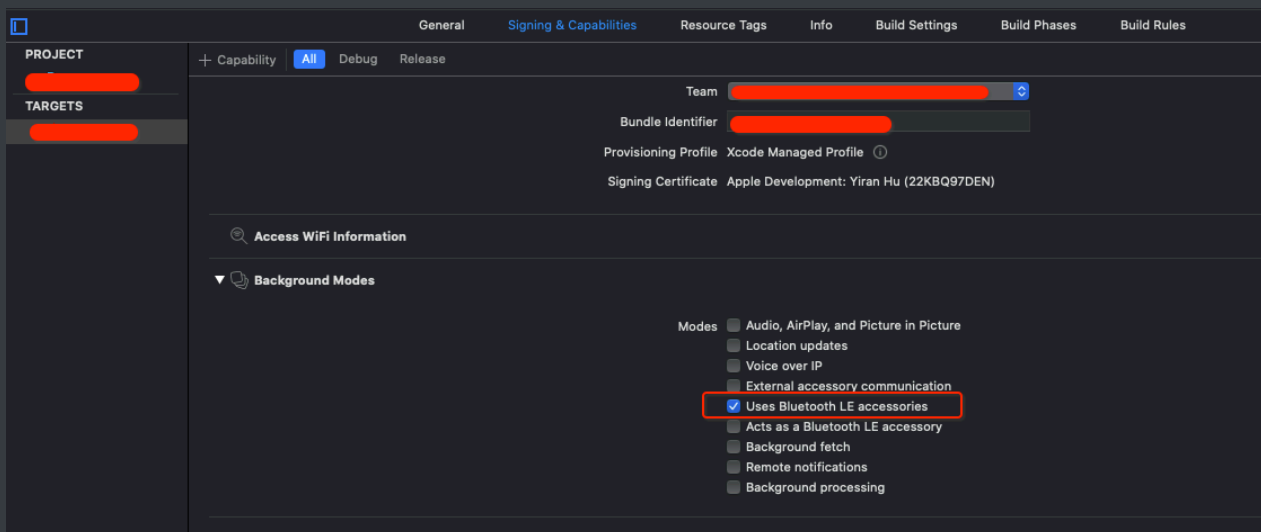 General Signing & Capabilities Resource Tags Info Build Settings Build Phases Build Rules
PROJECT
TARGETS
+ Capability All Debug Release
Team
Bundle Identifier
Provisioning Profile Xcode Managed Profile
Signing Certificate Apple Development: Yiran Hu (22KBQ97DEN)
Access WiFi Information
Background Modes
Modes Audio, AirPlay, and Picture in Picture
Location updates
Voice over IP
External accessory communication
Uses Bluetooth LE accessories
Acts as a Bluetooth LE accessory
Background fetch
Remote notifications
Background processing